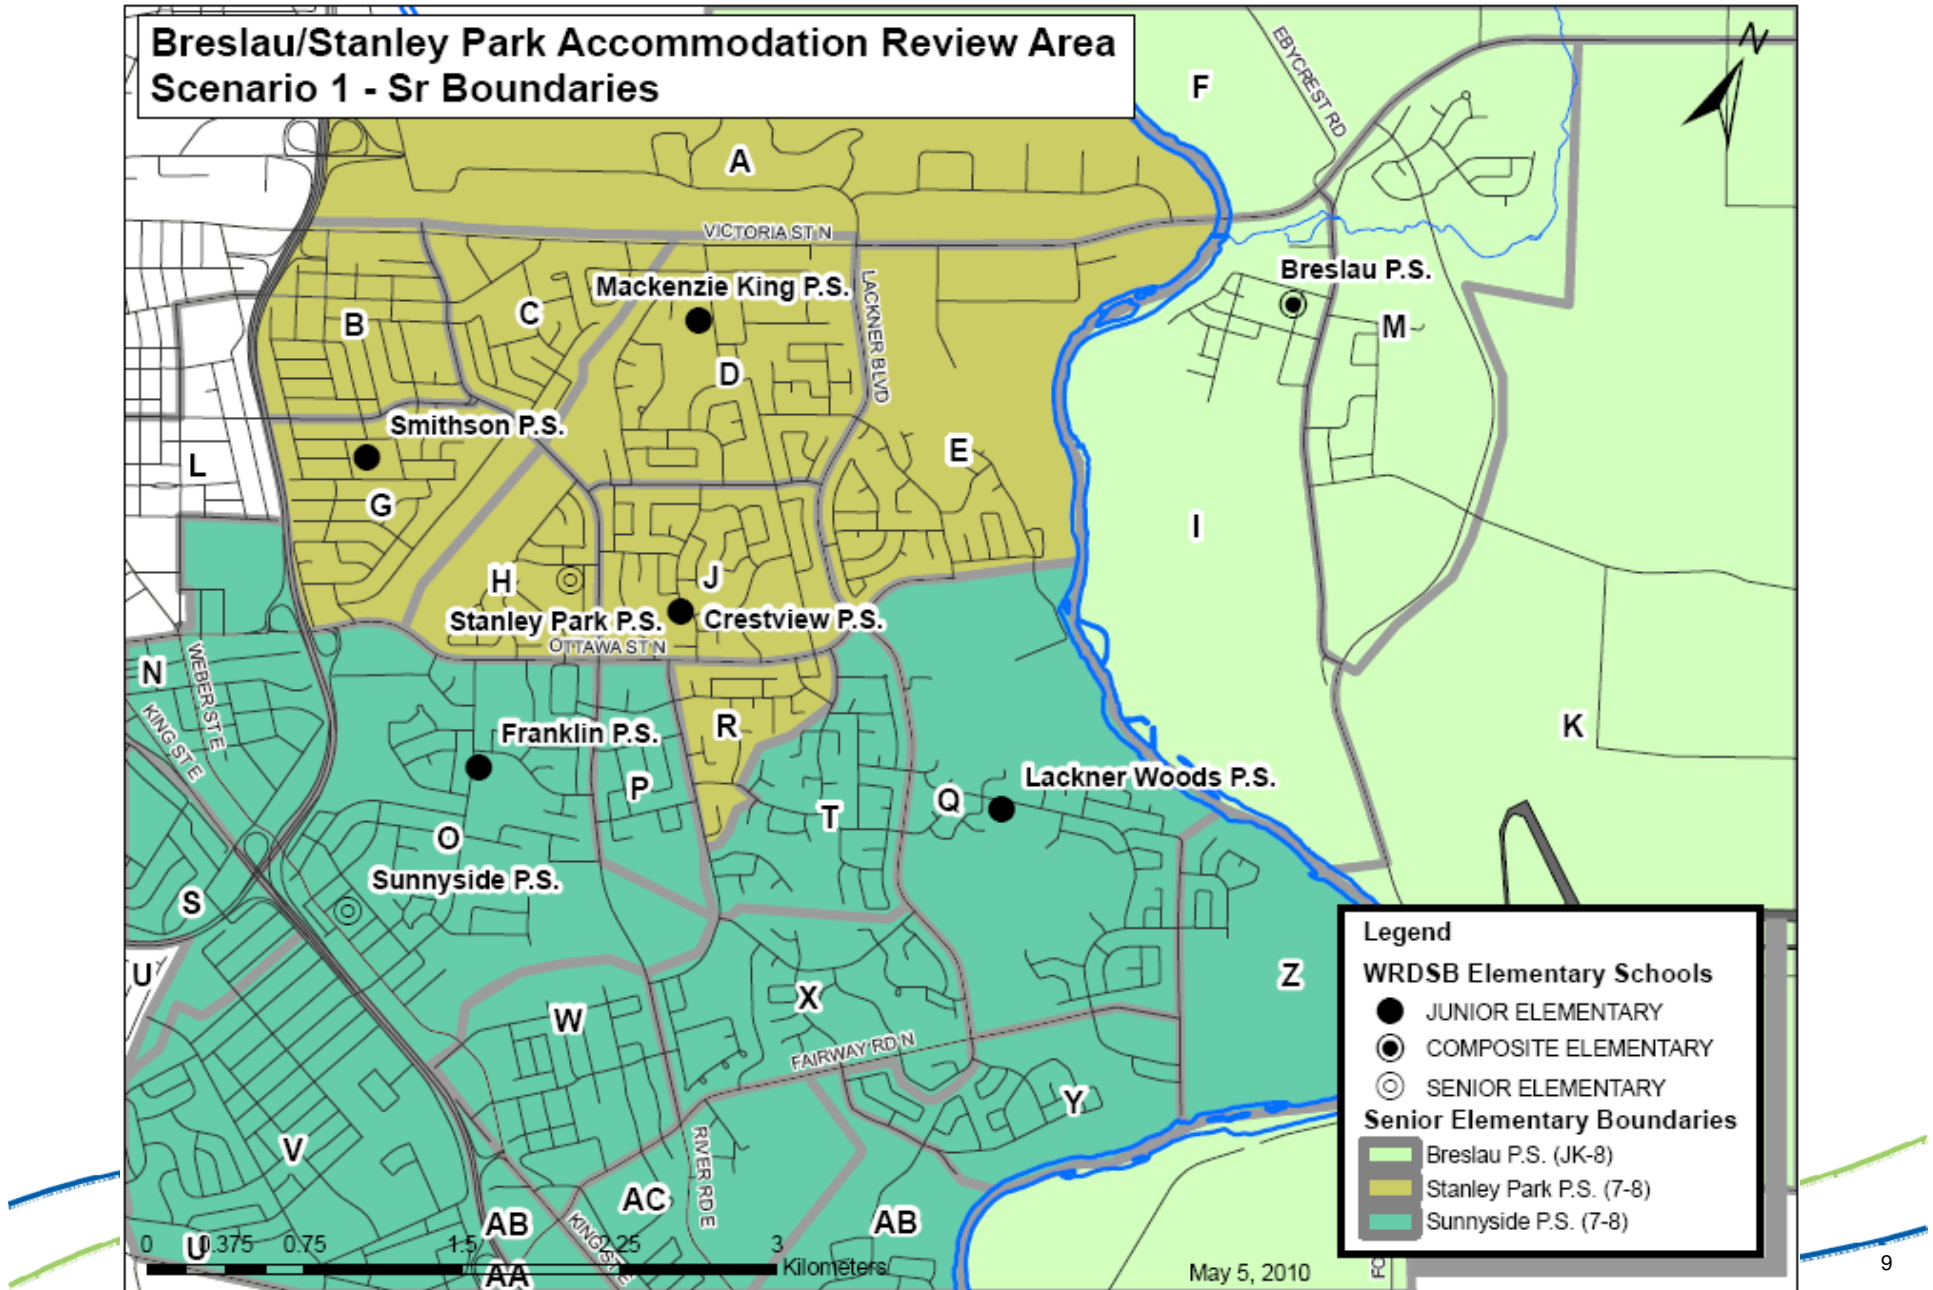 Breslau/Stanley Park Accommodation Review Area
Scenario 1 - Sr Boundaries
N
EBYCREST RD
F
A
VICTORIA ST N
Breslau P.S.
Mackenzie King P.S.
LACKNER BLVD
B
C
M
D
Smithson P.S.
E
L
G
I
H
J
Stanley Park P.S.
Crestview P.S.
OTTAWA ST N
N
WEBER ST E
KING ST E
R
K
Franklin P.S.
P
Lackner Woods P.S.
Q
T
O
Sunnyside P.S.
S
U
Z
X
W
FAIRWAY RD N
Y
V
RIVER RD E
AC
AB
AB
KING ST E
U
AA
0 0.375 0.75 1.5 2.25 3
Kilometers
May 5, 2010
FO
Legend
WRDSB Elementary Schools
JUNIOR ELEMENTARY
COMPOSITE ELEMENTARY
SENIOR ELEMENTARY
Senior Elementary Boundaries
Breslau P.S. (JK-8)
Stanley Park P.S. (7-8)
Sunnyside P.S. (7-8)
9